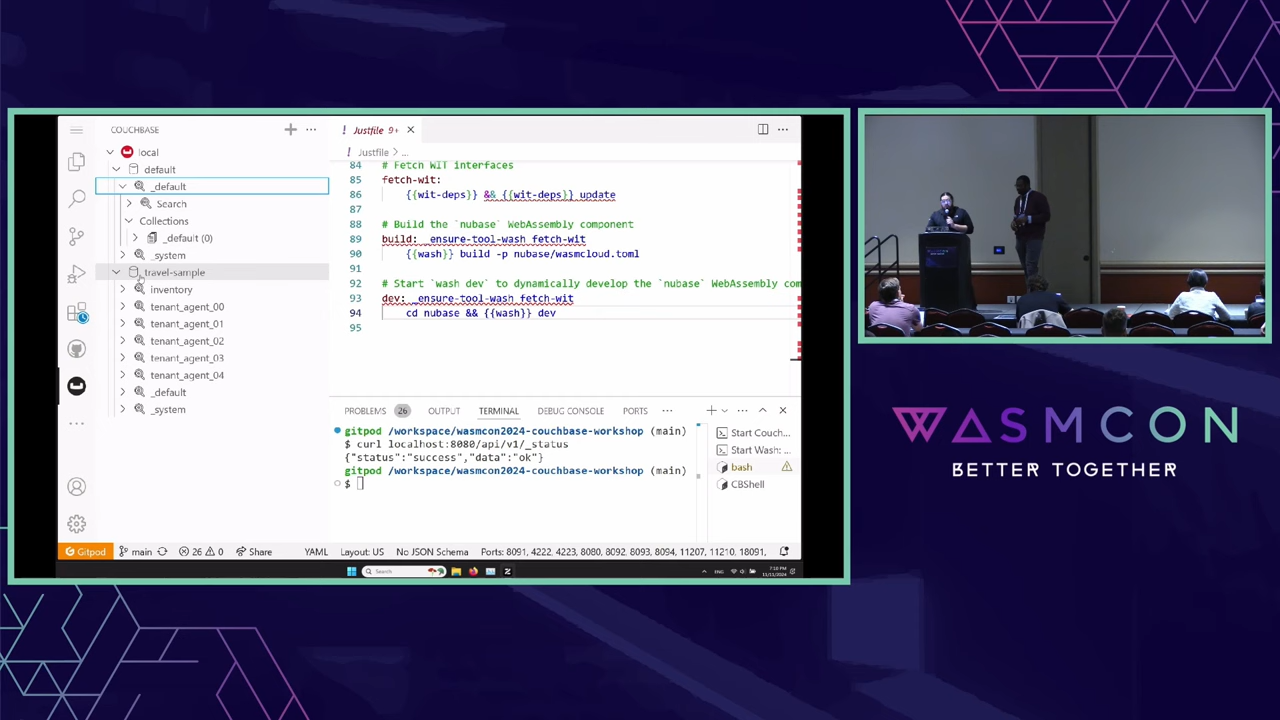 COUCHBASE
local
default
_default
Search
Collections
_default (0)
_system
travel-sample
inventory
tenant_agent_00
tenant_agent_01
tenant_agent_02
tenant_agent_03
tenant_agent_04
_default
_system
! Justfile 9+
! Justfile > ...
84 # Fetch WIT interfaces
85 fetch-wit:
86 {{wit-deps}} && {{wit-deps}} update
87
88 # Build the `nubase` WebAssembly component
89 build: _ensure-tool-wash fetch-wit
90 {{wash}} build -p nubase/wasmcloud.toml
91
92 # Start `wash dev` to dynamically develop the `nubase` WebAssembly com
93 dev: _ensure-tool-wash fetch-wit
94 cd nubase && {{wash}} dev
95
PROBLEMS 26 OUTPUT TERMINAL DEBUG CONSOLE PORTS
gitpod /workspace/wasmcon2024-couchbase-workshop (main)
$ curl localhost:8080/api/v1/_status
{"status":"success","data":"ok"}
gitpod /workspace/wasmcon2024-couchbase-workshop (main)
$
Start Couch...
Start Wash: ...
bash
CBShell
Gitpod main 26 0 Share YAML Layout: US No JSON Schema Ports: 8091, 4222, 4223, 8080, 8092, 8093, 8094, 11207, 11210, 18091,
Search
ENG
WASMCON
BETTER TOGETHER